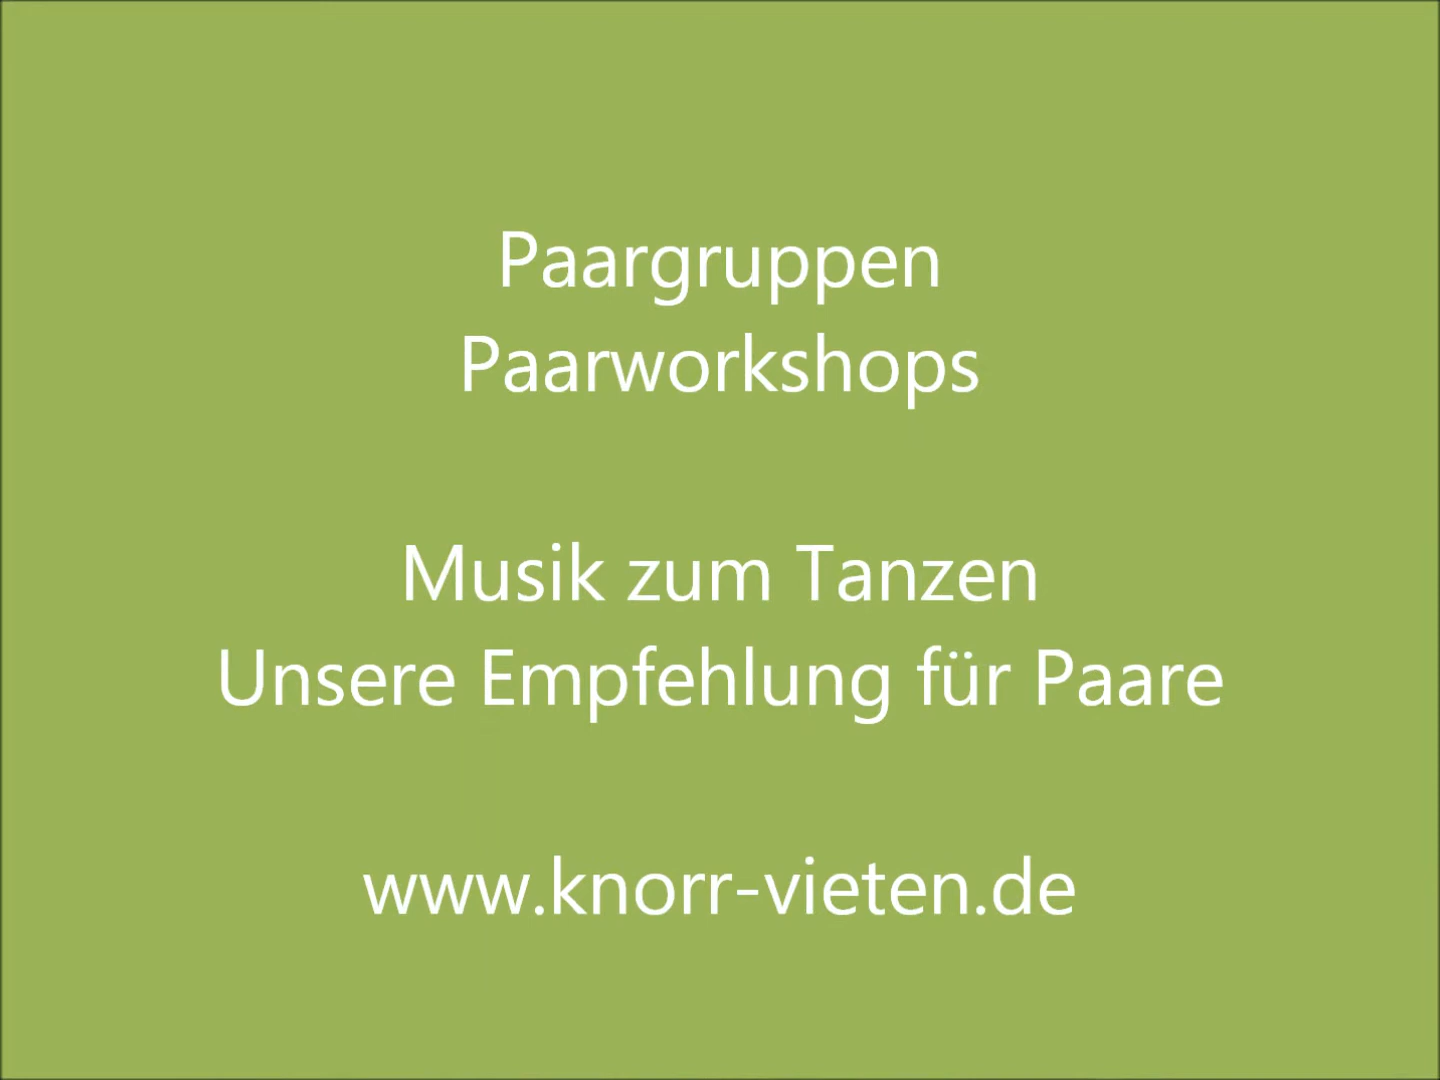 Paargruppen
Paarworkshops
Musik zum Tanzen
Unsere Empfehlung für Paare
www.knorr-vieten.de